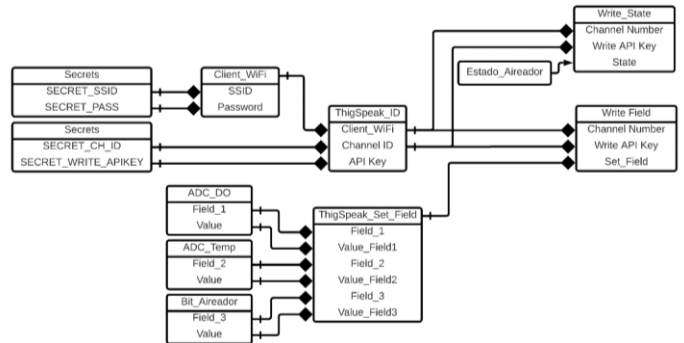 Write_State
Channel Number
Write API Key
State
Estado_Aireador
Secrets
SECRET_SSID
SECRET_PASS
Client_WiFi
SSID
Password
Secrets
SECRET_CH_ID
SECRET_WRITE_APIKEY
ThigSpeak_ID
Client_WiFi
Channel ID
API Key
Write Field
Channel Number
Write API Key
Set_Field
ADC_DO
Field_1
Value
ADC_Temp
Field_2
Value
Bit_Aireador
Field_3
Value
ThigSpeak_Set_Field
Field_1
Value_Field1
Field_2
Value_Field2
Field_3
Value_Field3